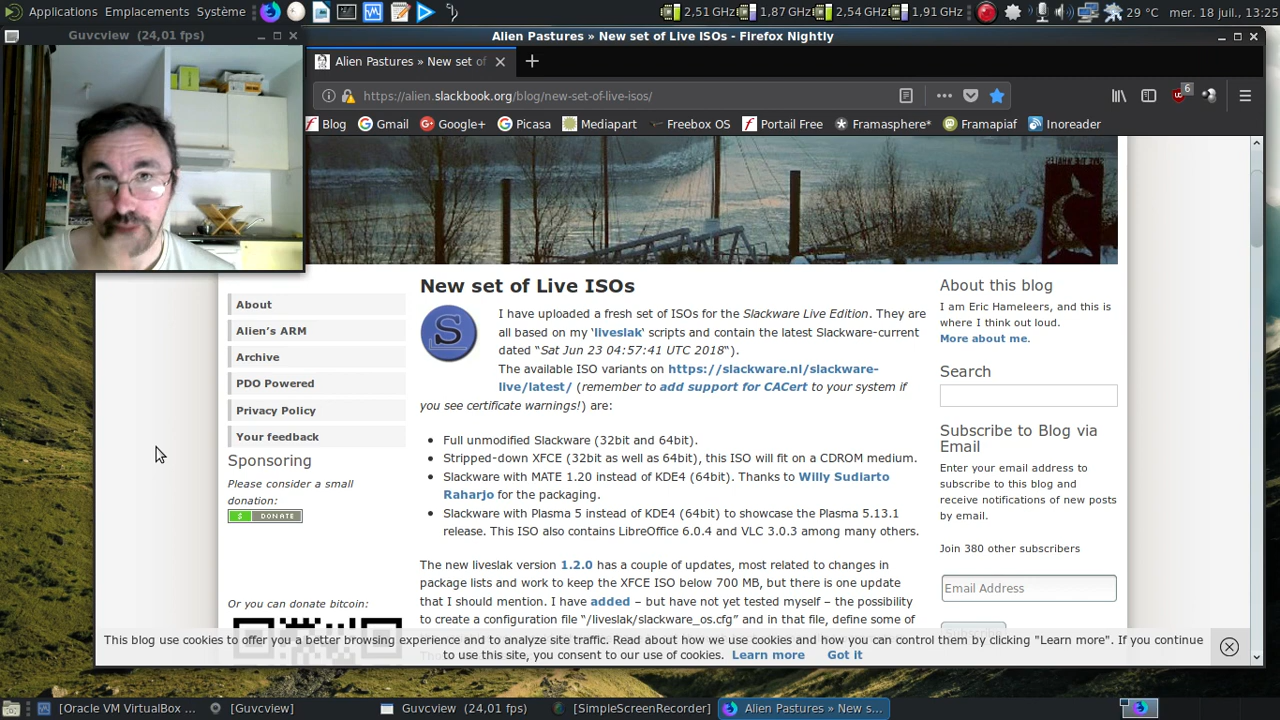 Applications Emplacements Système 2,51 GHz 1,87 GHz 2,54 GHz 1,91 GHz 29 °C mer. 18 juil., 13:25
Guvcview (24,01 fps)
Alien Pastures » New set of Live ISOs - Firefox Nightly
Alien Pastures » New set of
https://alien.slackbook.org/blog/new-set-of-live-isos/
6
Blog Gmail Google+ Picasa Mediapart Freebox OS Portail Free Framasphere* Framapiaf Inoreader
About
Alien's ARM
Archive
PDO Powered
Privacy Policy
Your feedback
Sponsoring
Please consider a small
donation:
$ DONATE
Or you can donate bitcoin:
New set of Live ISOs
S
I have uploaded a fresh set of ISOs for the Slackware Live Edition. They are
all based on my ‘liveslak‘ scripts and contain the latest Slackware-current
dated “Sat Jun 23 04:57:41 UTC 2018“).
The available ISO variants on https://slackware.nl/slackware-
live/latest/ (remember to add support for CACert to your system if
you see certificate warnings!) are:
Full unmodified Slackware (32bit and 64bit).
Stripped-down XFCE (32bit as well as 64bit), this ISO will fit on a CDROM medium.
Slackware with MATE 1.20 instead of KDE4 (64bit). Thanks to Willy Sudiarto
Raharjo for the packaging.
Slackware with Plasma 5 instead of KDE4 (64bit) to showcase the Plasma 5.13.1
release. This ISO also contains LibreOffice 6.0.4 and VLC 3.0.3 among many others.
The new liveslak version 1.2.0 has a couple of updates, most related to changes in
package lists and work to keep the XFCE ISO below 700 MB, but there is one update
that I should mention. I have added – but have not yet tested myself – the possibility
to create a configuration file “/liveslak/slackware_os.cfg” and in that file, define some of
About this blog
I am Eric Hameleers, and this is
where I think out loud.
More about me.
Search
Subscribe to Blog via
Email
Enter your email address to
subscribe to this blog and
receive notifications of new posts
by email.
Join 380 other subscribers
Email Address
This blog use cookies to offer you a better browsing experience and to analyze site traffic. Read about how we use cookies and how you can control them by clicking "Learn more". If you continue
to use this site, you consent to our use of cookies. Learn more Got it
[Oracle VM VirtualBox ... [Guvcview] Guvcview (24,01 fps) [SimpleScreenRecorder] Alien Pastures » New s...